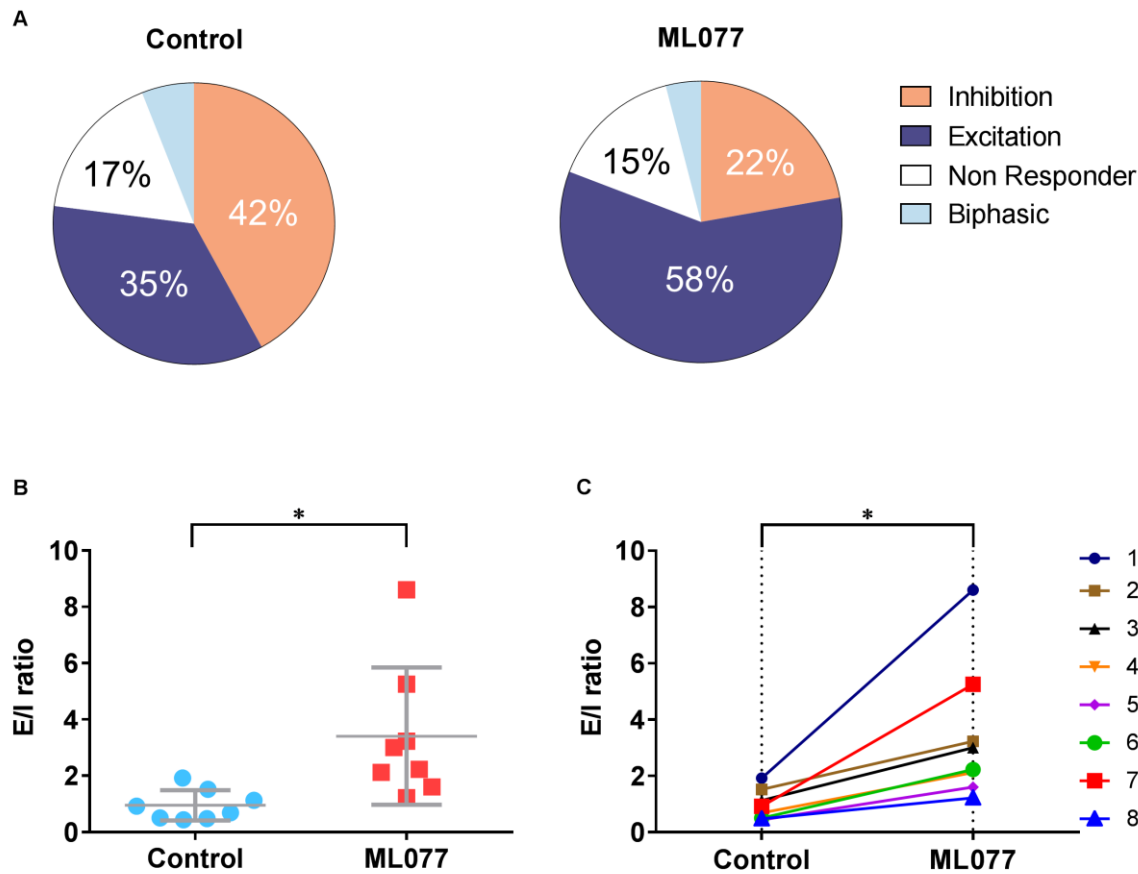 A
Control
ML077
17%
42%
35%
15%
22%
58%
Inhibition
Excitation
Non Responder
Biphasic
B
*
E/I ratio
10
8
6
4
2
0
Control
ML077
C
*
E/I ratio
10
8
6
4
2
0
Control
ML077
1
2
3
4
5
6
7
8